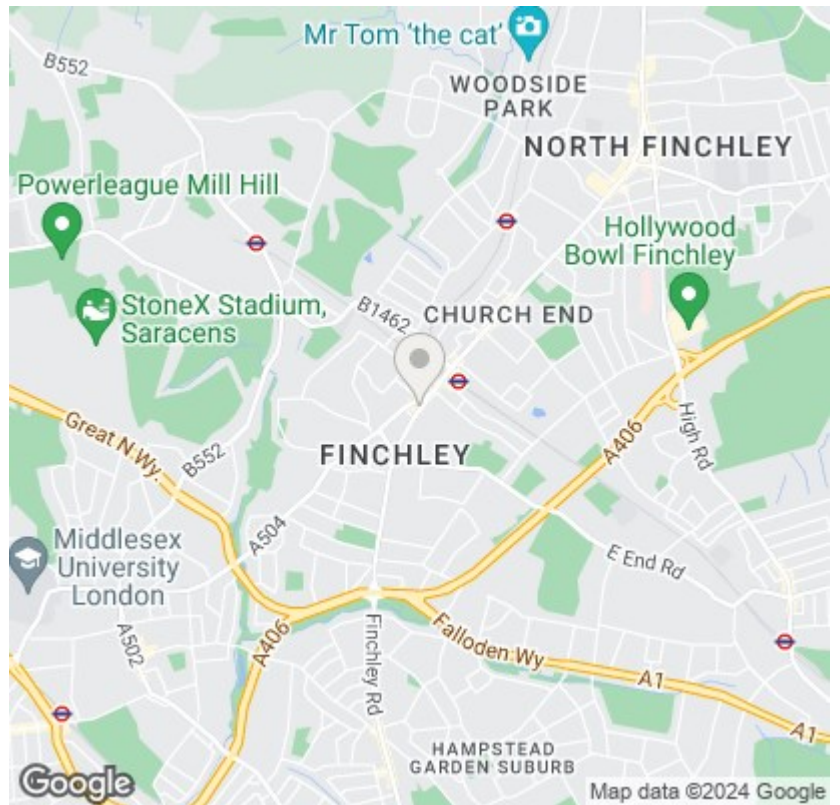 Mr Tom ‘the cat’
B552
WOODSIDE
PARK
NORTH FINCHLEY
Powerleague Mill Hill
Hollywood
Bowl Finchley
StoneX Stadium,
Saracens
B1462
CHURCH END
Great N Wy.
B552
FINCHLEY
A406
High Rd
A504
Middlesex
University
London
E End Rd
A502
A406
Finchley Rd
Falloden Wy
A1
A1
HAMPSTEAD
GARDEN SUBURB
Google
Map data ©2024 Google